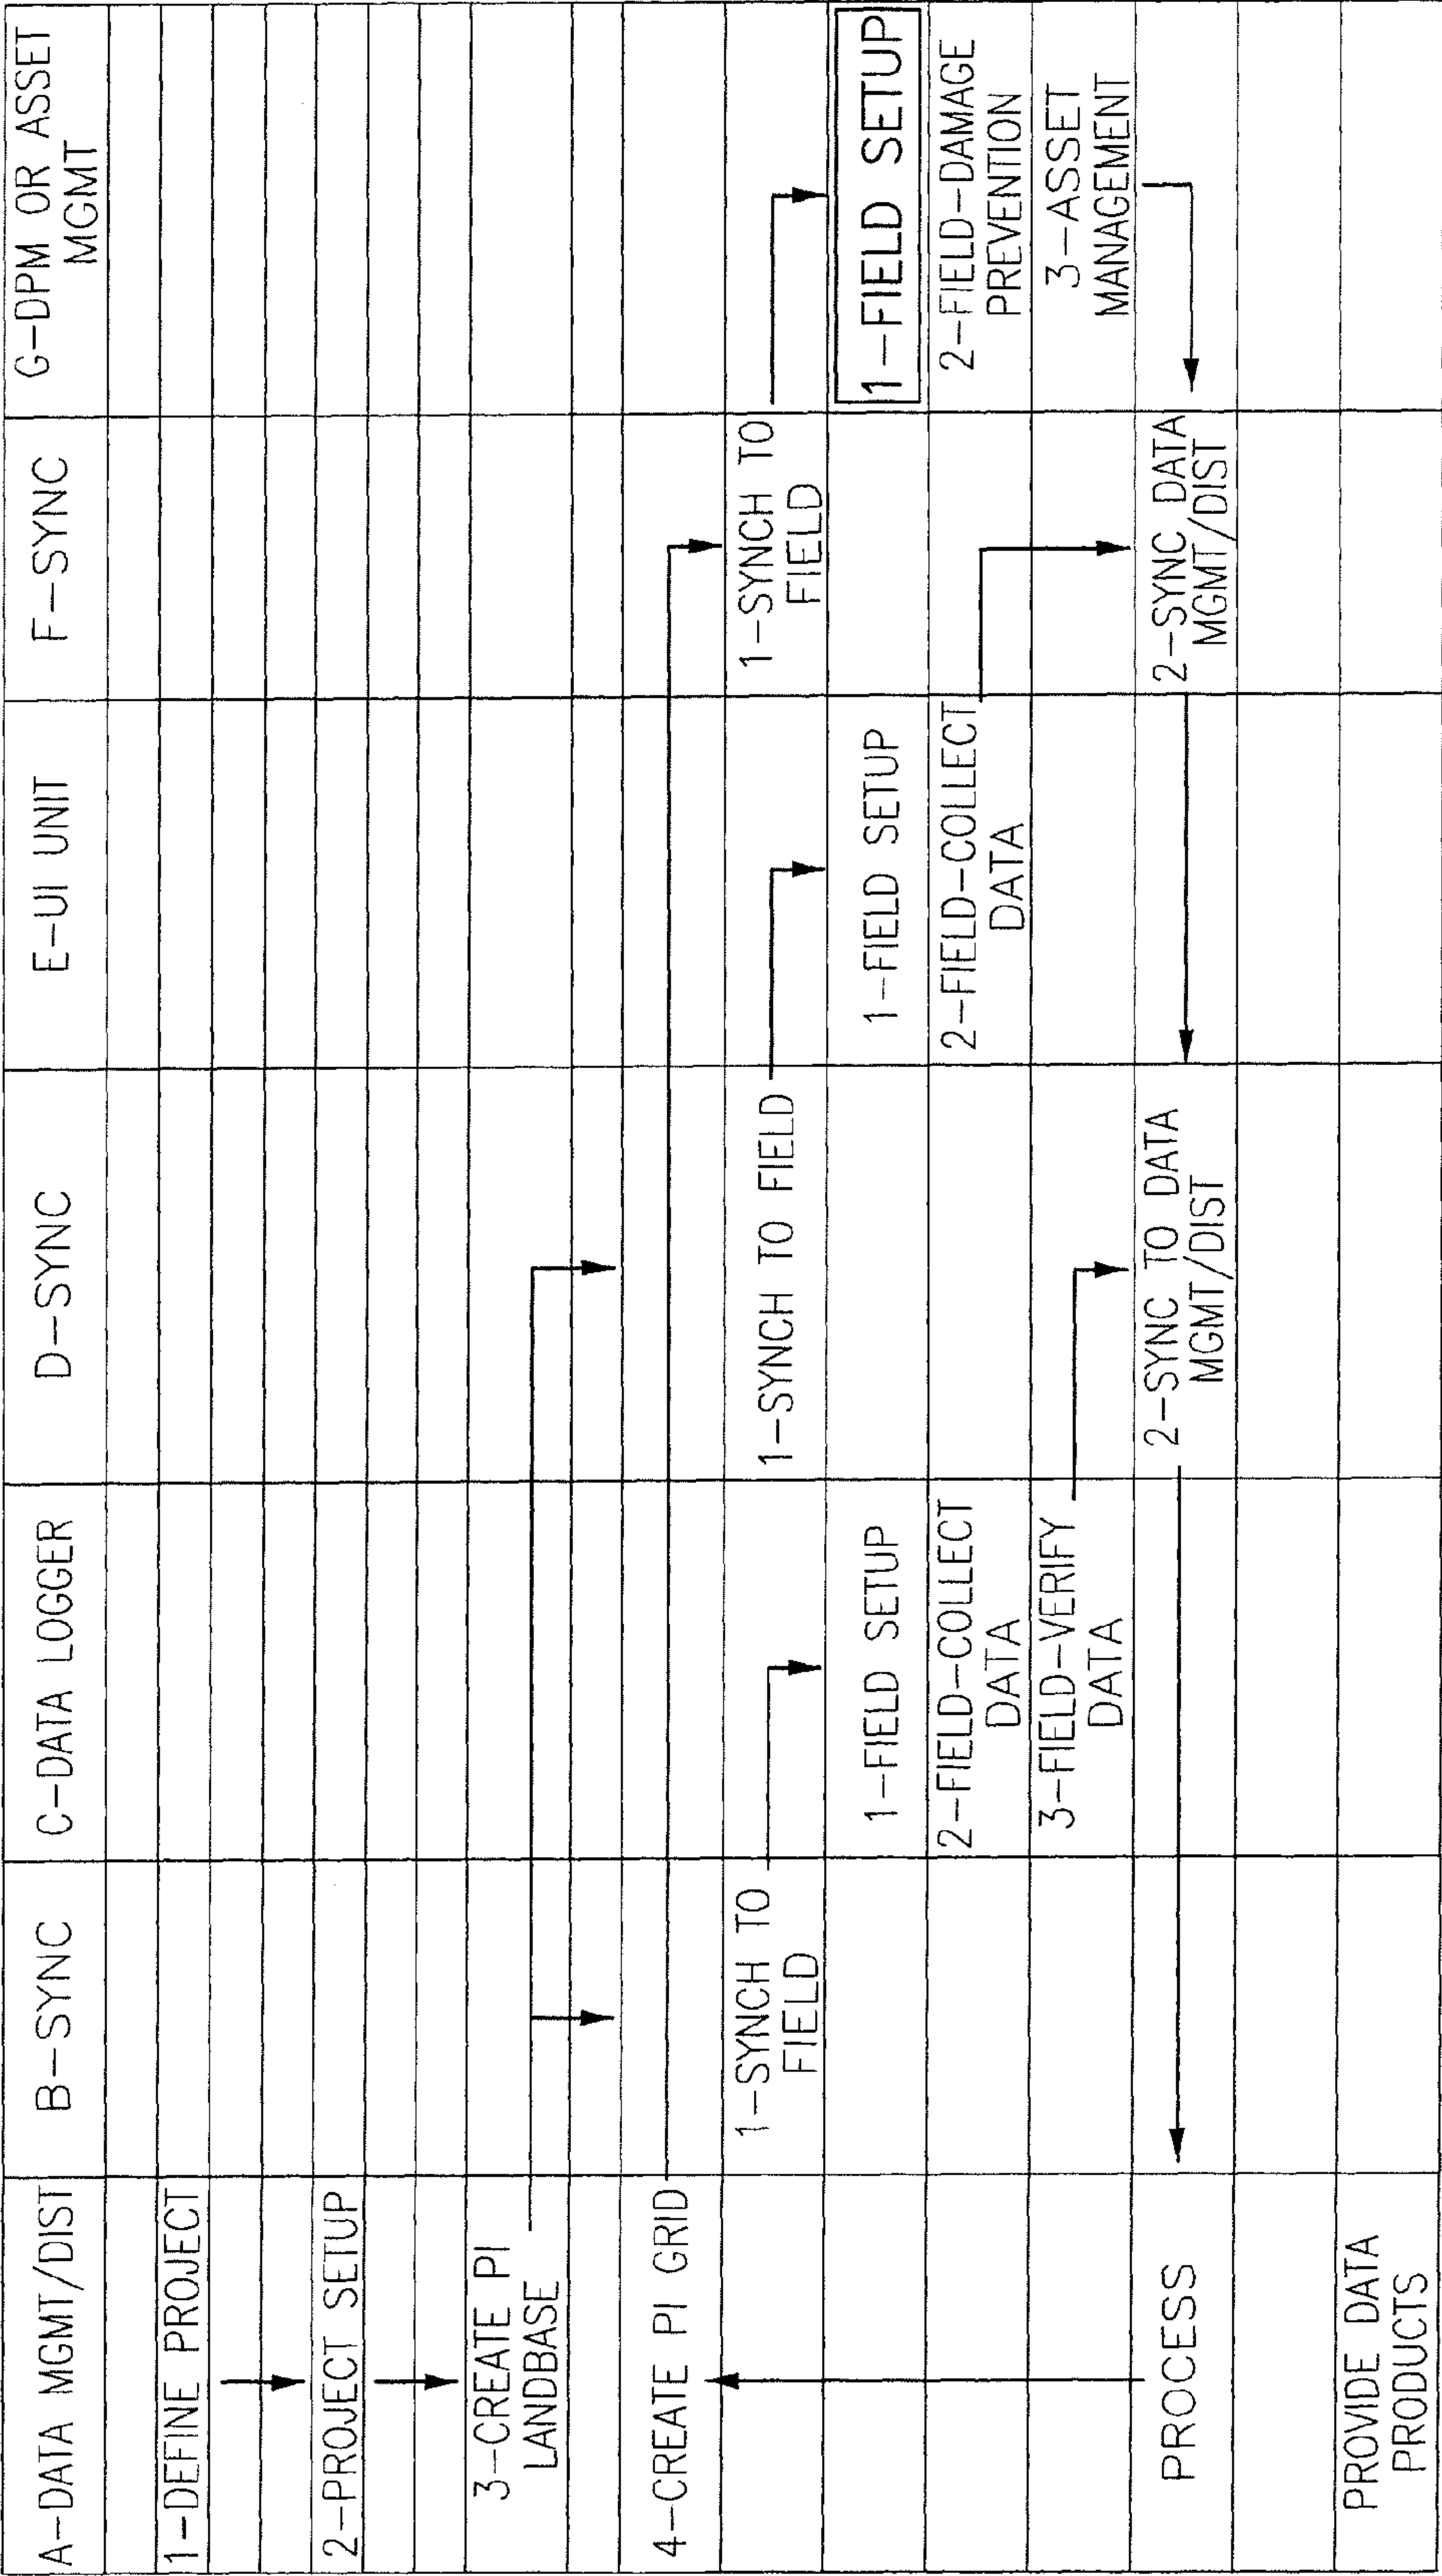 A-DATA MGMT/DIST
B-SYNC
C-DATA LOGGER
D-SYNC
E-UI UNIT
F-SYNC
G-DPM OR ASSET
MGMT
1-DEFINE PROJECT
2-PROJECT SETUP
3-CREATE PI
LANDBASE
4-CREATE PI GRID
1-SYNCH TO
FIELD
1-SYNCH TO FIELD
1-SYNCH TO
FIELD
1-FIELD SETUP
1-FIELD SETUP
1-FIELD SETUP
2-FIELD-COLLECT
DATA
2-FIELD-COLLECT
DATA
2-FIELD-DAMAGE
PREVENTION
3-FIELD-VERIFY
DATA
3-ASSET
MANAGEMENT
PROCESS
2-SYNC TO DATA
MGMT/DIST
2-SYNC DATA
MGMT/DIST
PROVIDE DATA
PRODUCTS